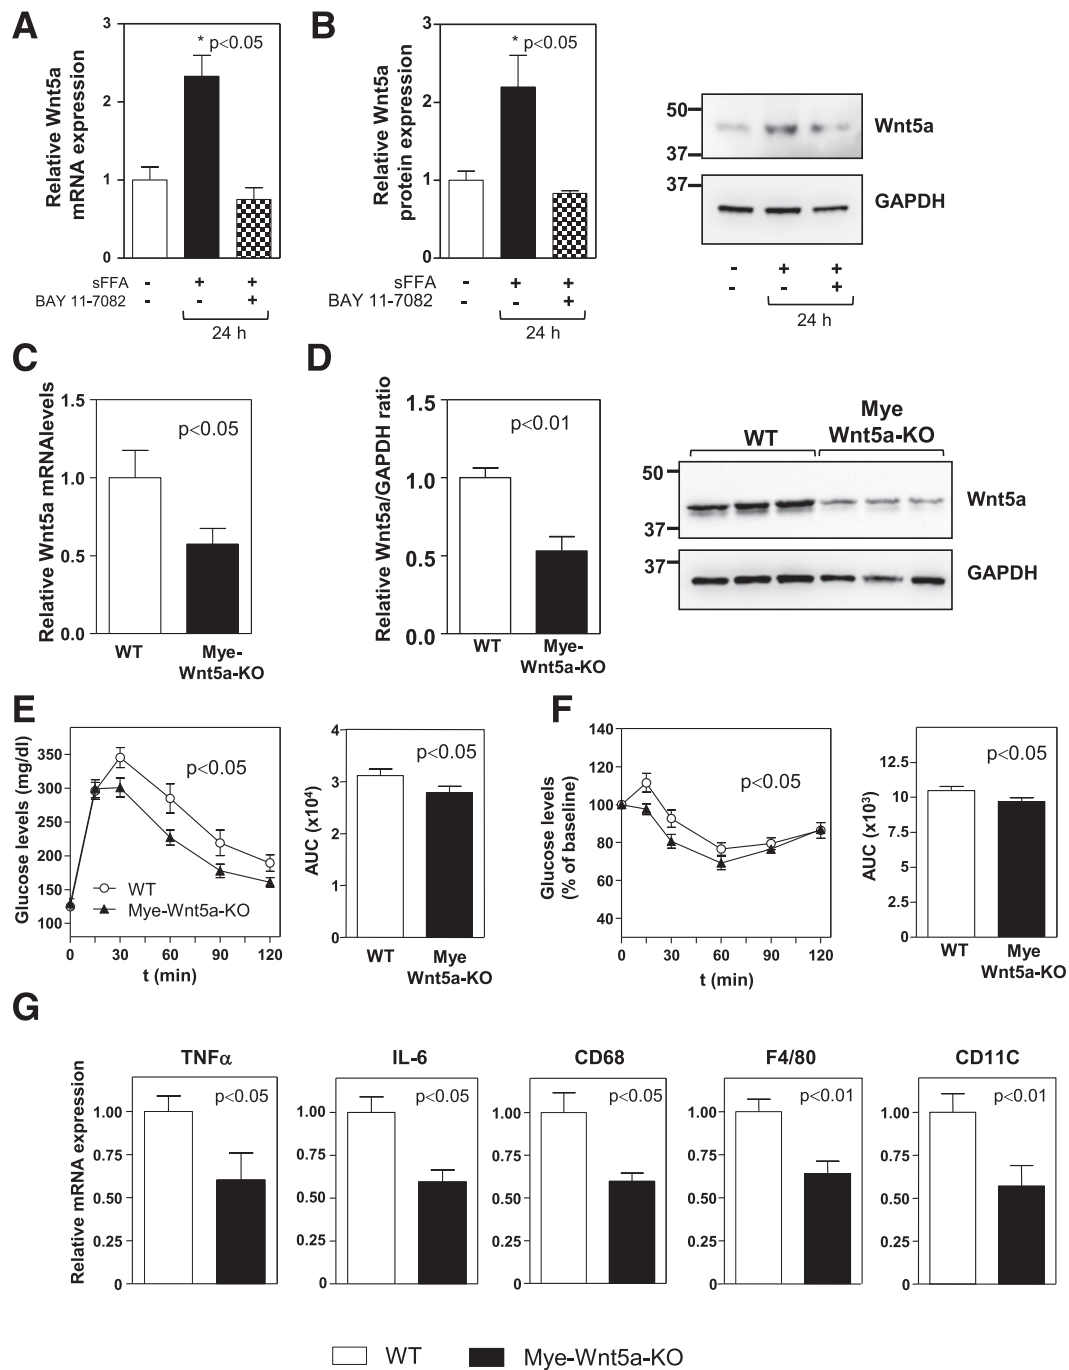 A
Relative Wnt5a
mRNA expression
3
2
1
0
* p<0.05
sFFA - + +
BAY 11-7082 - - +
24 h
B
Relative Wnt5a
protein expression
3
2
1
0
* p<0.05
sFFA - + +
BAY 11-7082 - - +
24 h
50
37
Wnt5a
37
GAPDH
- + +
- - +
24 h
C
Relative Wnt5a mRNAlevels
1.5
1.0
0.5
0.0
p<0.05
WT
Mye-
Wnt5a-KO
D
Relative Wnt5a/GAPDH ratio
1.5
1.0
0.5
0.0
p<0.01
WT
Mye-
Wnt5a-KO
WT
Mye
Wnt5a-KO
50
37
Wnt5a
37
GAPDH
E
Glucose levels (mg/dl)
350
300
250
200
150
100
p<0.05
WT
Mye-Wnt5a-KO
0 30 60 90 120
t (min)
AUC (x10⁴)
4
3
2
1
0
p<0.05
WT
Mye
Wnt5a-KO
F
Glucose levels
(% of baseline)
140
120
100
80
60
40
p<0.05
0 30 60 90 120
t (min)
AUC (x10³)
12.5
10
7.5
5
2.5
0
p<0.05
WT
Mye
Wnt5a-KO
G
Relative mRNA expression
TNFα
1.00
0.75
0.50
0.25
0
p<0.05
IL-6
1.00
0.75
0.50
0.25
0
p<0.05
CD68
1.00
0.75
0.50
0.25
0
p<0.05
F4/80
1.00
0.75
0.50
0.25
0
p<0.01
CD11C
1.00
0.75
0.50
0.25
0
p<0.01
WT
Mye-Wnt5a-KO